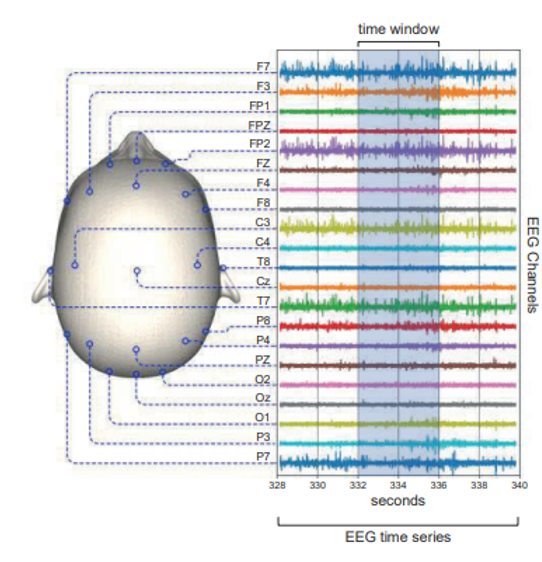 time window
F7
F3
FP1
FPZ
FP2
FZ
F4
F8
C3
C4
T8
Cz
T7
P8
P4
PZ
O2
Oz
O1
P3
P7
EEG Channels
328 330 332 334 336 338 340
seconds
EEG time series